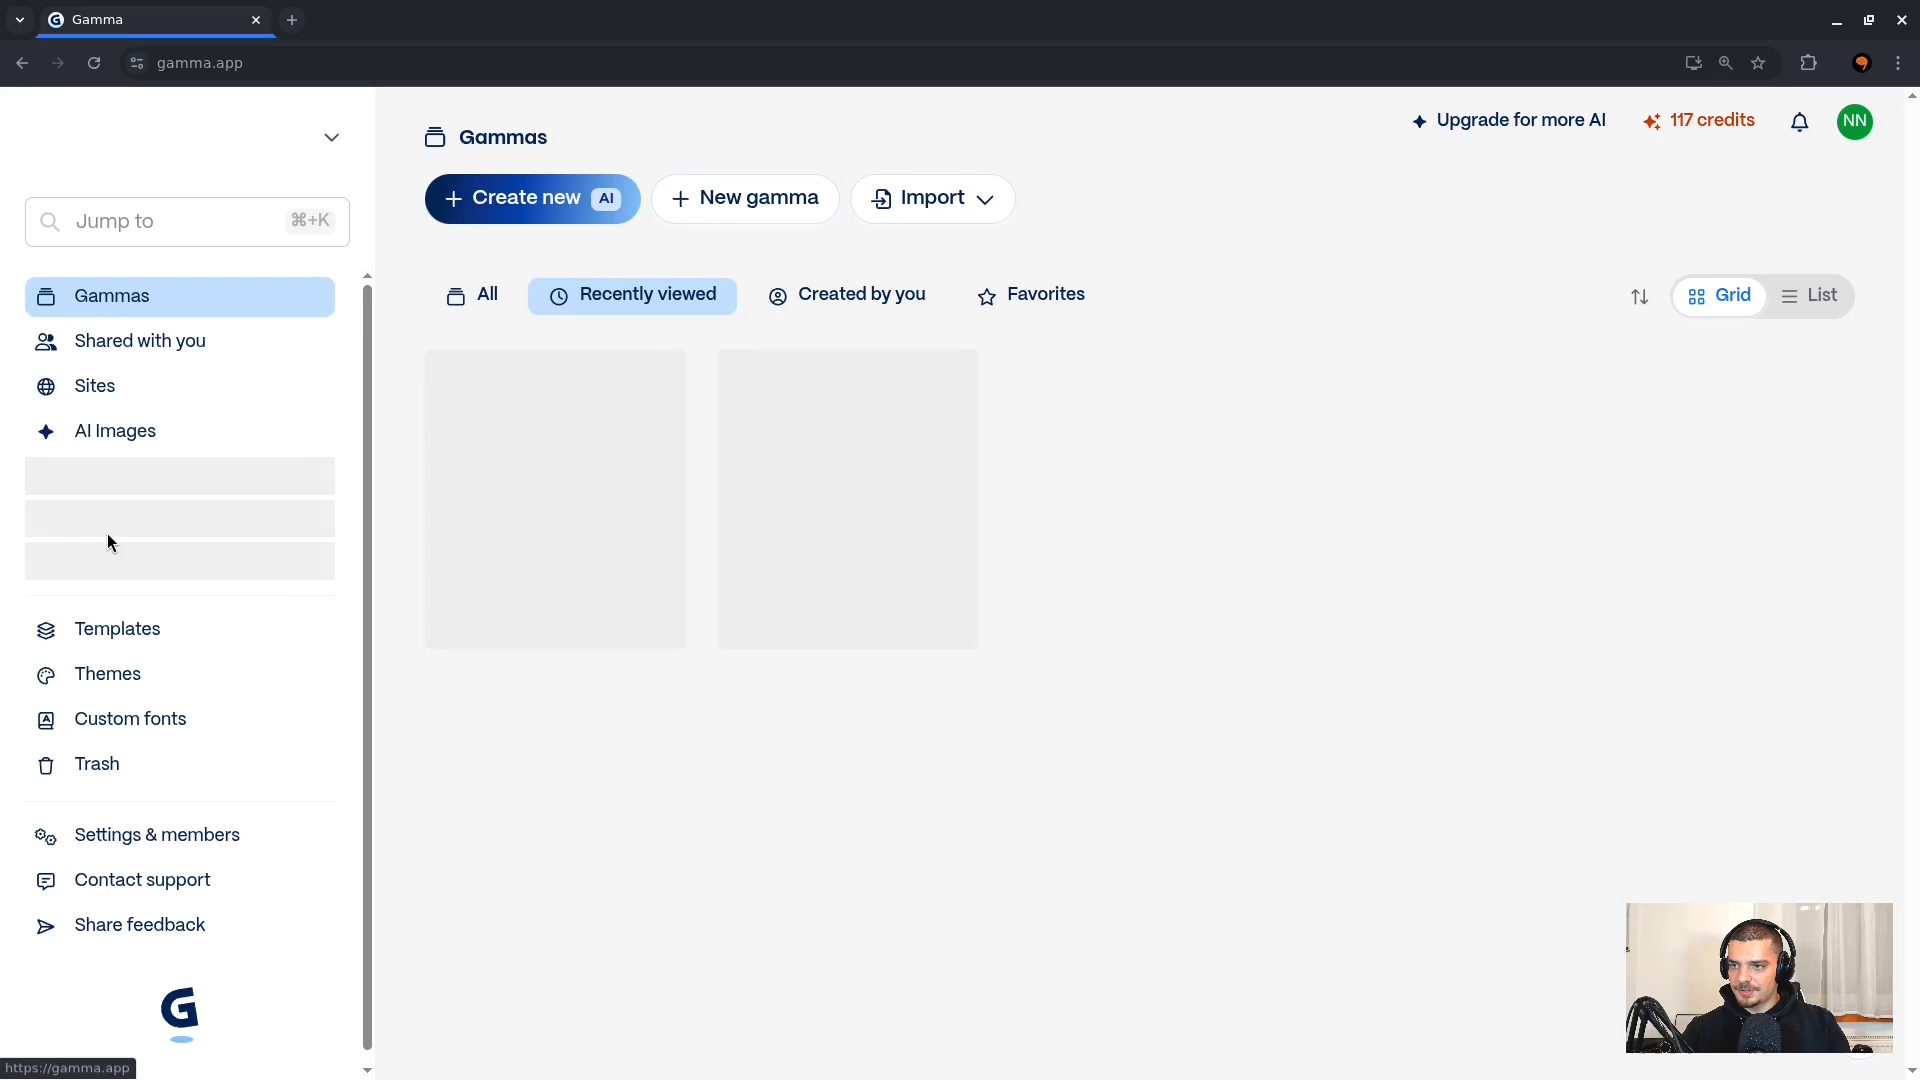 Gamma
gamma.app
Gammas
Upgrade for more AI
117 credits
NN
Create new AI
New gamma
Import
Jump to
⌘+K
All
Recently viewed
Created by you
Favorites
Grid
List
Gammas
Shared with you
Sites
AI Images
Templates
Themes
Custom fonts
Trash
Settings & members
Contact support
Share feedback
G
https://gamma.app